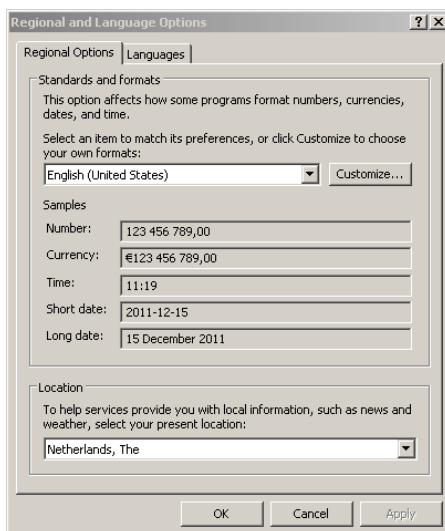 Regional and Language Options
Regional Options
Languages
Standards and formats
This option affects how some programs format numbers, currencies,
dates, and time.
Select an item to match its preferences, or click Customize to choose
your own formats:
English (United States)
Customize...
Samples
Number: 123 456 789,00
Currency: €123 456 789,00
Time: 11:19
Short date: 2011-12-15
Long date: 15 December 2011
Location
To help services provide you with local information, such as news and
weather, select your present location:
Netherlands, The
OK
Cancel
Apply